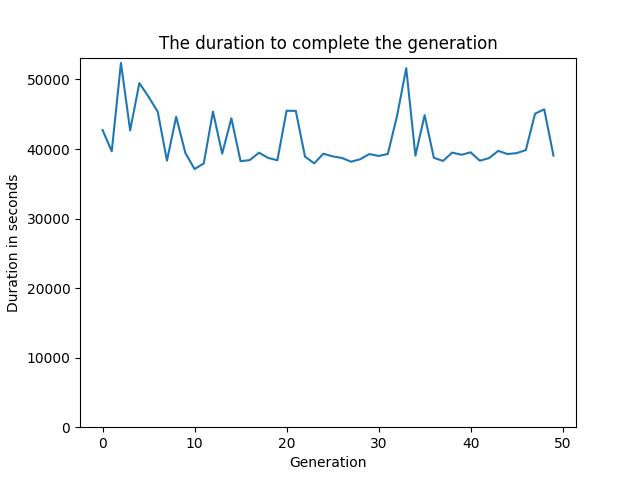 The duration to complete the generation
50000
40000
30000
20000
10000
0
Duration in seconds
0 10 20 30 40 50
Generation